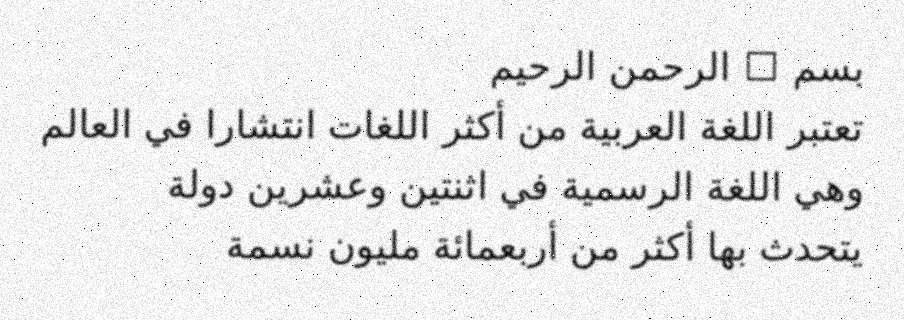 بسم □ الرحمن الرحيم
تعتبر اللغة العربية من أكثر اللغات انتشارا في العالم
وهي اللغة الرسمية في اثنتين وعشرين دولة
يتحدث بها أكثر من أربعمائة مليون نسمة